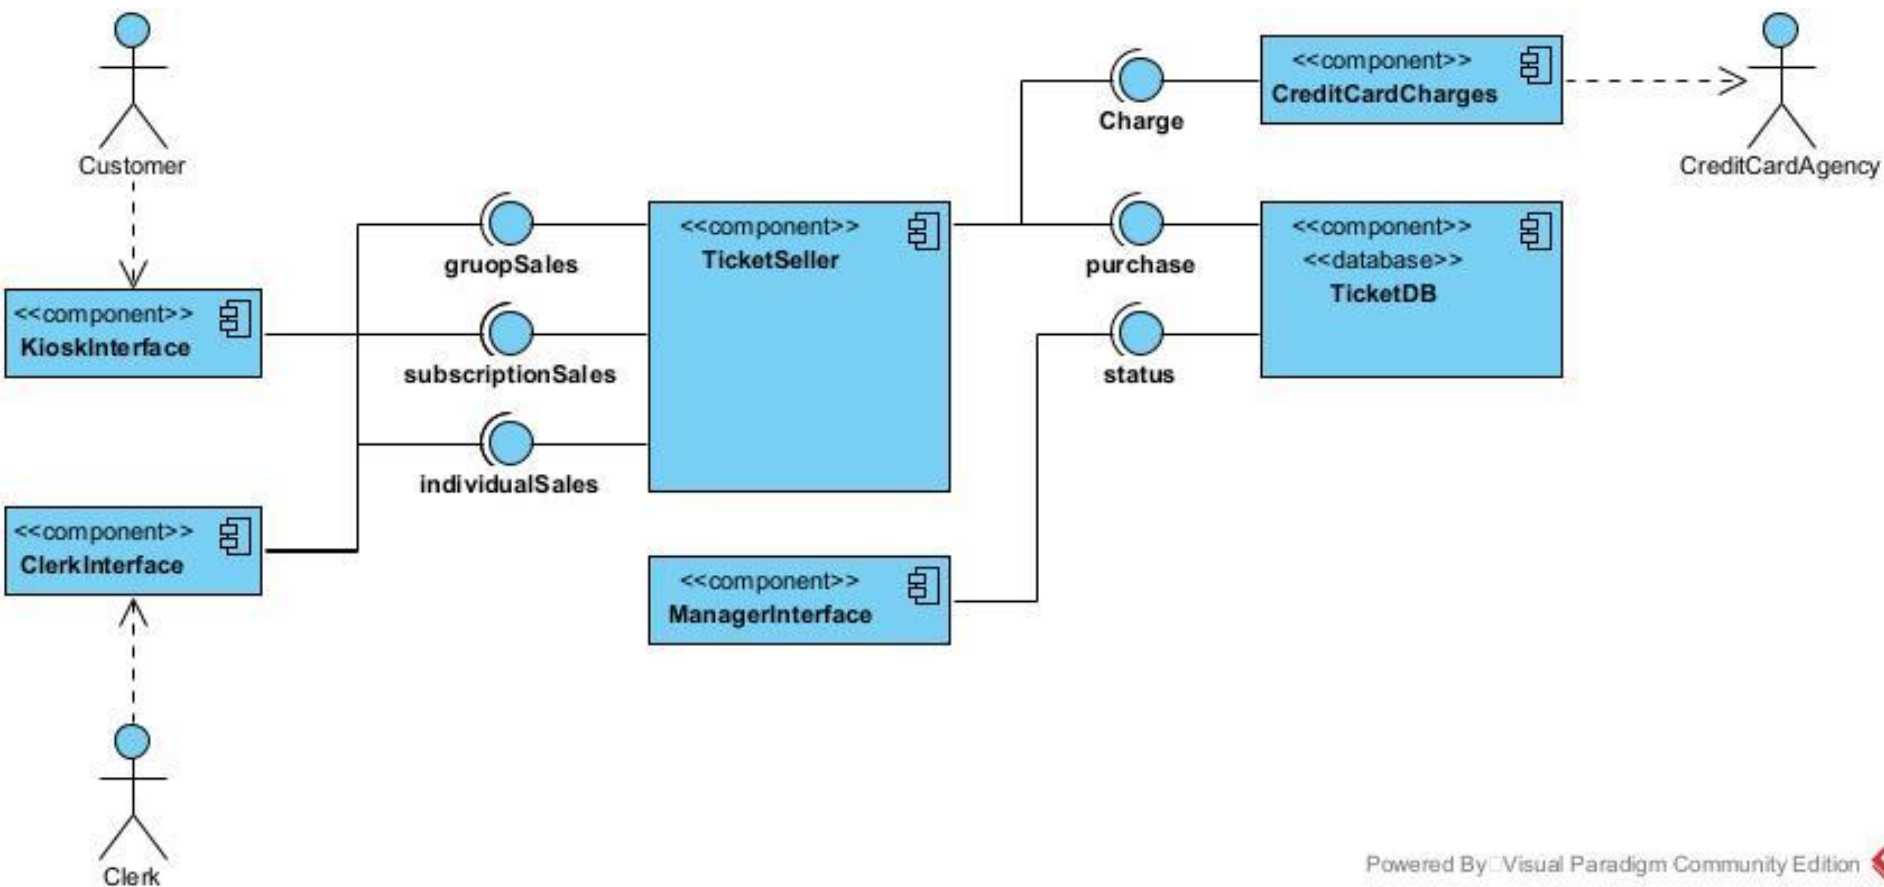 Customer
<<component>>
KioskInterface
<<component>>
ClerkInterface
Clerk
gruopSales
subscriptionSales
individualSales
<<component>>
TicketSeller
<<component>>
ManagerInterface
Charge
purchase
status
<<component>>
CreditCardCharges
<<component>>
<<database>>
TicketDB
CreditCardAgency
Powered By Visual Paradigm Community Edition